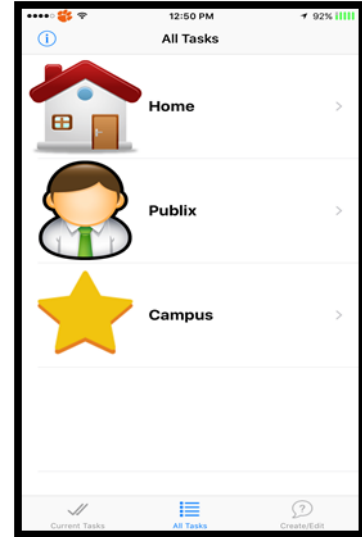 12:50 PM 92%
All Tasks
Home
Publix
Campus
Current Tasks All Tasks Create/Edit